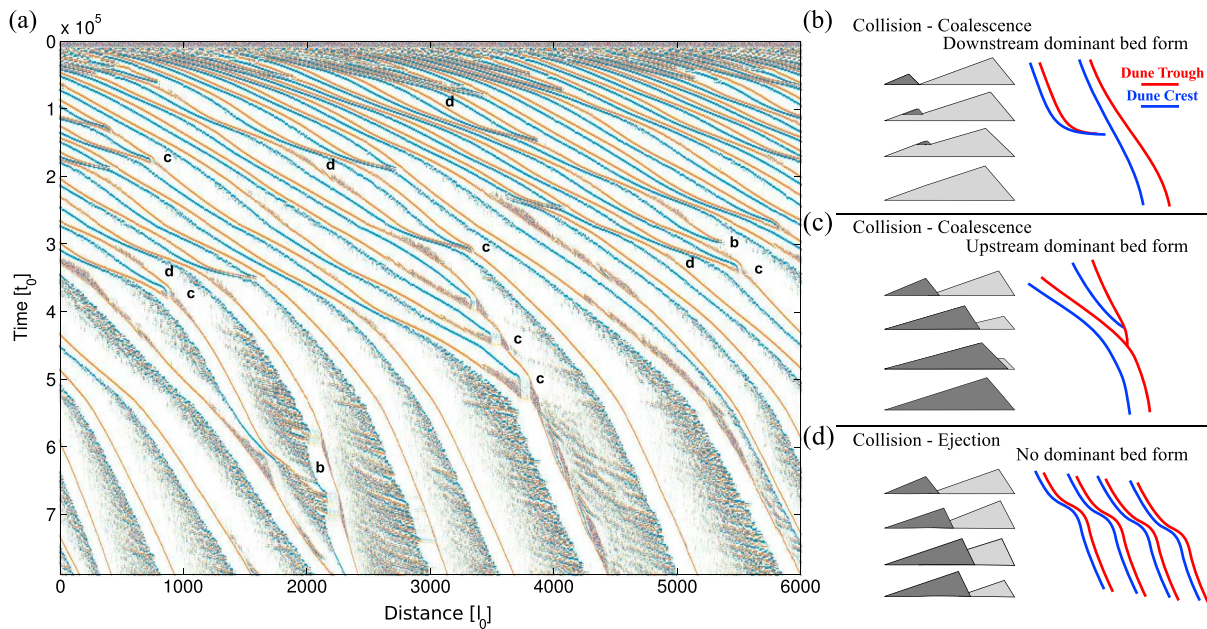 (a)
x 10^5
0
1
2
3
4
5
6
7
Time [t_0]
0
1000
2000
3000
4000
5000
6000
Distance [l_0]
d
c
d
b
c
c
d
d
c
c
c
b
(b)
Collision - Coalescence
Downstream dominant bed form
Dune Trough
Dune Crest
(c)
Collision - Coalescence
Upstream dominant bed form
(d)
Collision - Ejection
No dominant bed form